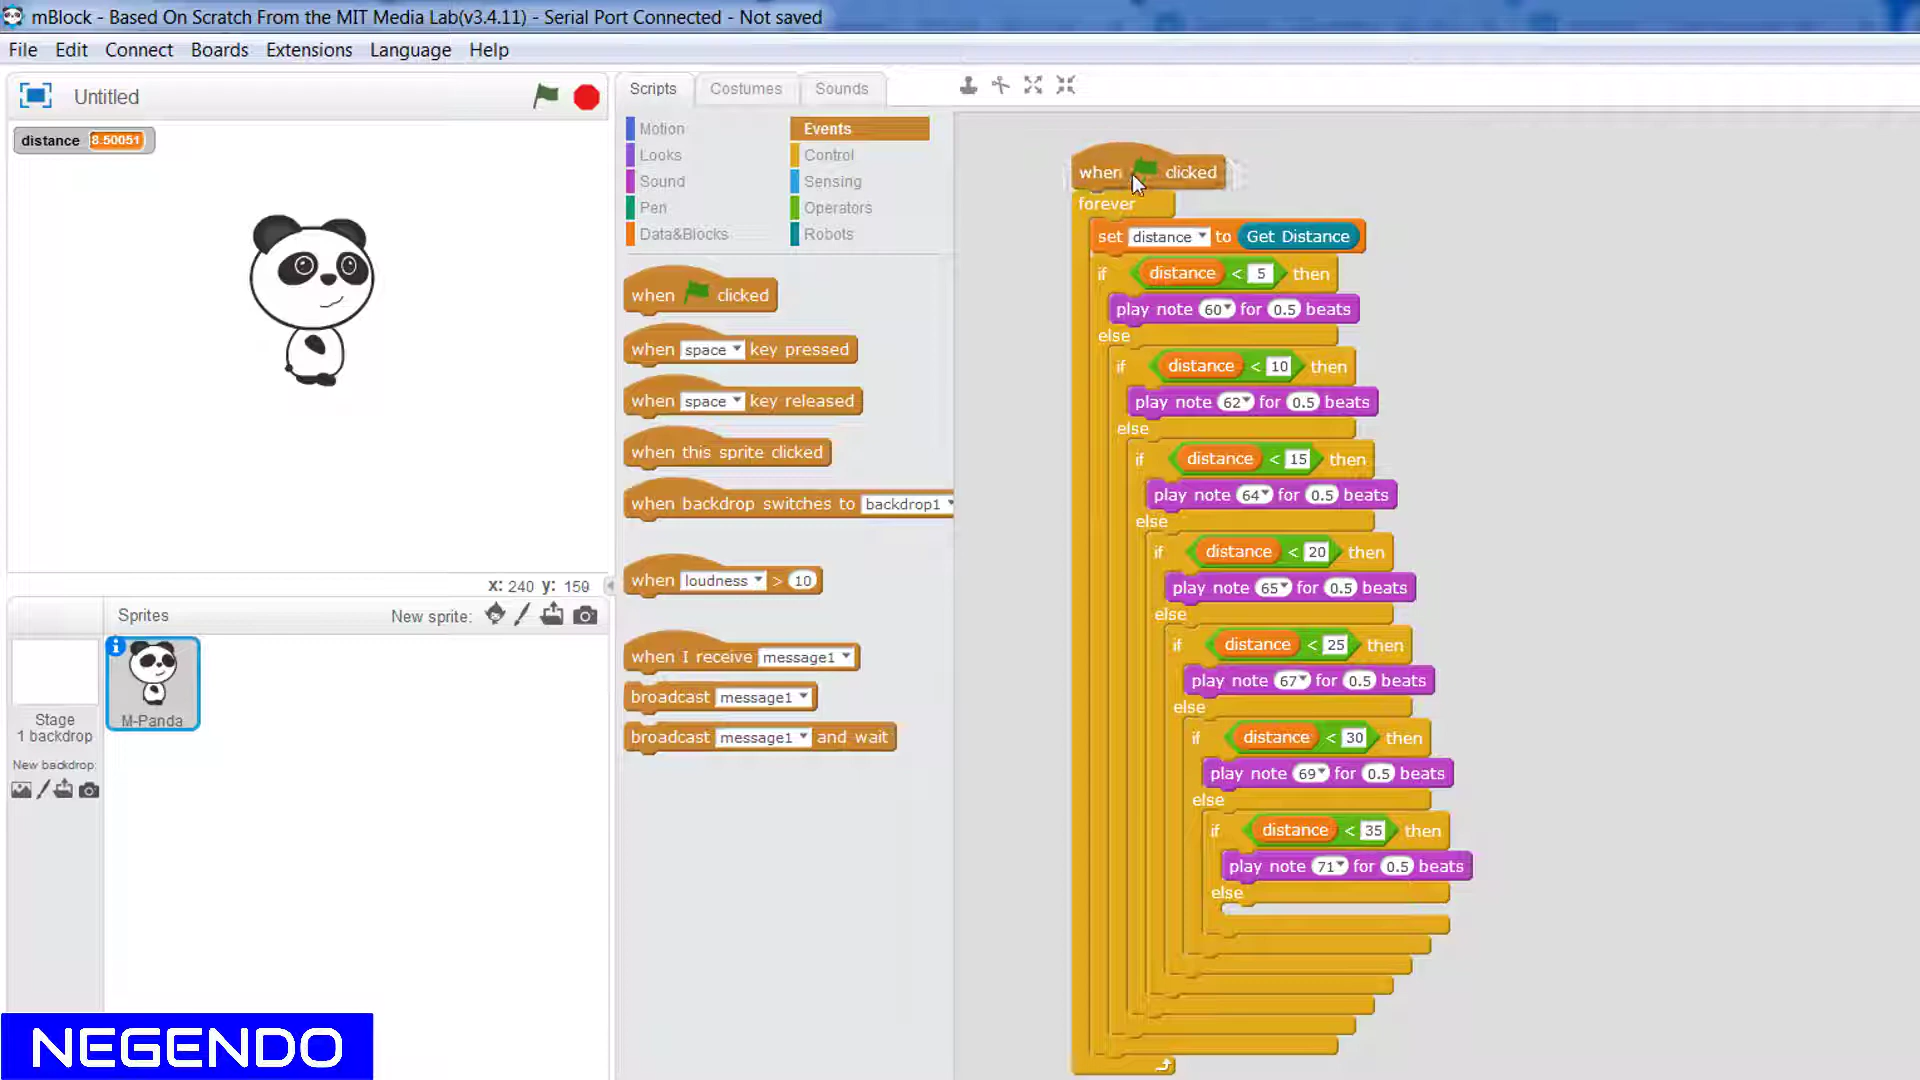 mBlock - Based On Scratch From the MIT Media Lab(v3.4.11) - Serial Port Connected - Not saved
File Edit Connect Boards Extensions Language Help
Untitled
distance 8.50051
x: 240 y: 159
Sprites New sprite:
M-Panda
Stage
1 backdrop
New backdrop:
NEGENDO
Scripts Costumes Sounds
Motion Events
Looks Control
Sound Sensing
Pen Operators
Data&Blocks Robots
when clicked
when space key pressed
when space key released
when this sprite clicked
when backdrop switches to backdrop1
when loudness > 10
when I receive message1
broadcast message1
broadcast message1 and wait
when clicked
forever
set distance to Get Distance
if distance < 5 then
play note 60 for 0.5 beats
else
if distance < 10 then
play note 62 for 0.5 beats
else
if distance < 15 then
play note 64 for 0.5 beats
else
if distance < 20 then
play note 65 for 0.5 beats
else
if distance < 25 then
play note 67 for 0.5 beats
else
if distance < 30 then
play note 69 for 0.5 beats
else
if distance < 35 then
play note 71 for 0.5 beats
else